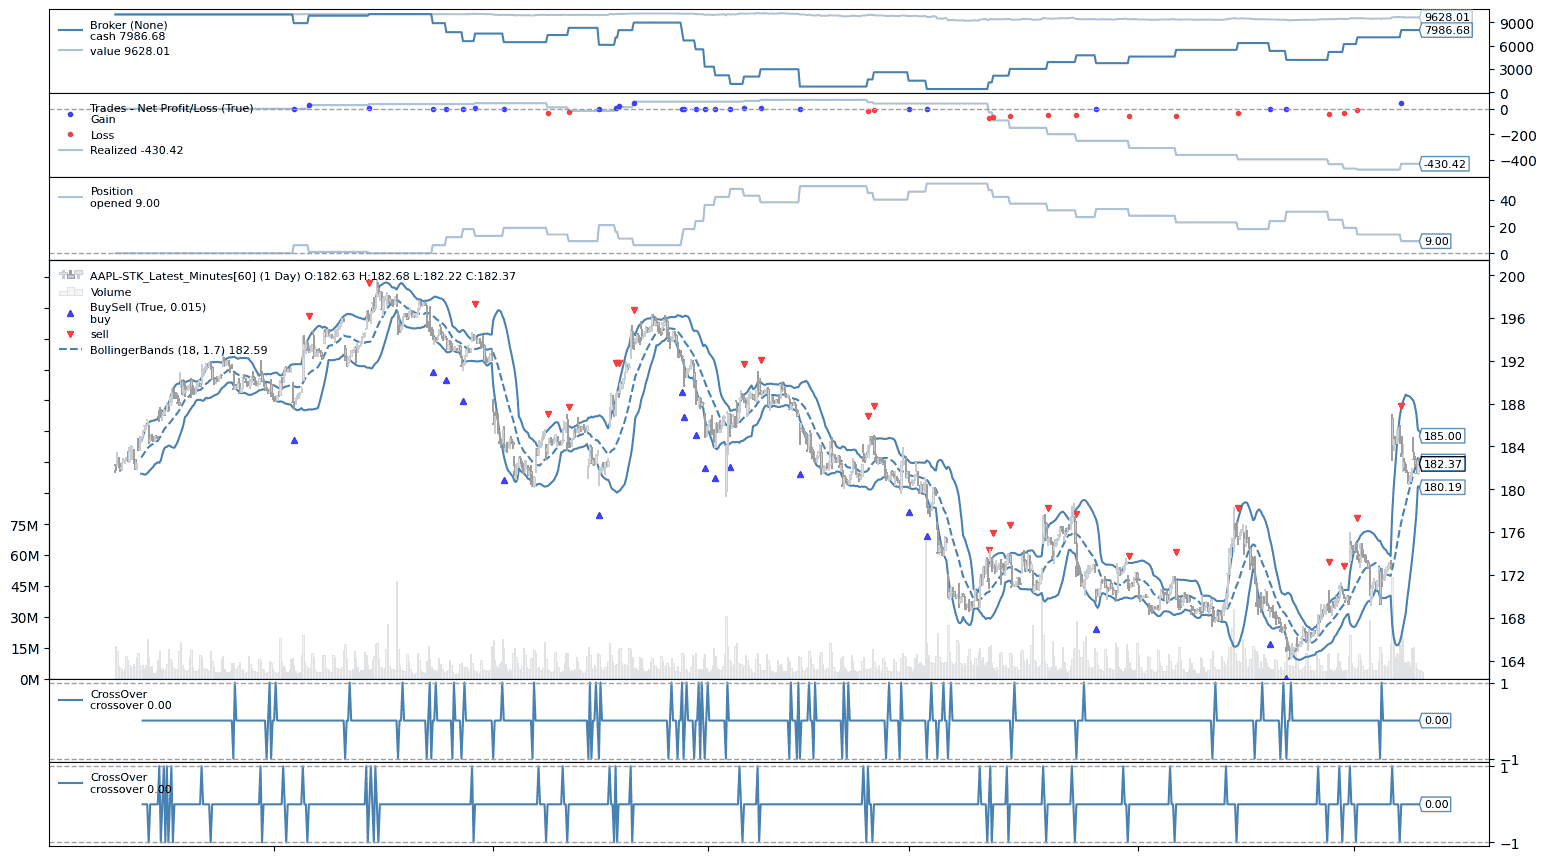 Broker (None)
cash 7986.68
value 9628.01
9628.01
7986.68
9000
6000
3000
0
Trades - Net Profit/Loss (True)
Gain
Loss
Realized -430.42
0
−200
−400
-430.42
Position
opened 9.00
40
20
0
9.00
AAPL-STK_Latest_Minutes[60] (1 Day) O:182.63 H:182.68 L:182.22 C:182.37
Volume
BuySell (True, 0.015)
buy
sell
BollingerBands (18, 1.7) 182.59
200
196
192
188
184
180
176
172
168
164
185.00
182.37
180.19
75M
60M
45M
30M
15M
0M
CrossOver
crossover 0.00
1
0.00
−1
CrossOver
crossover 0.00
1
0.00
−1